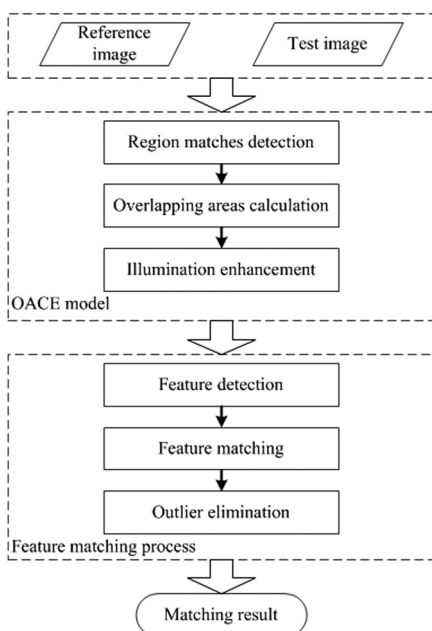 Reference
image
Test image
Region matches detection
Overlapping areas calculation
Illumination enhancement
OACE model
Feature detection
Feature matching
Outlier elimination
Feature matching process
Matching result